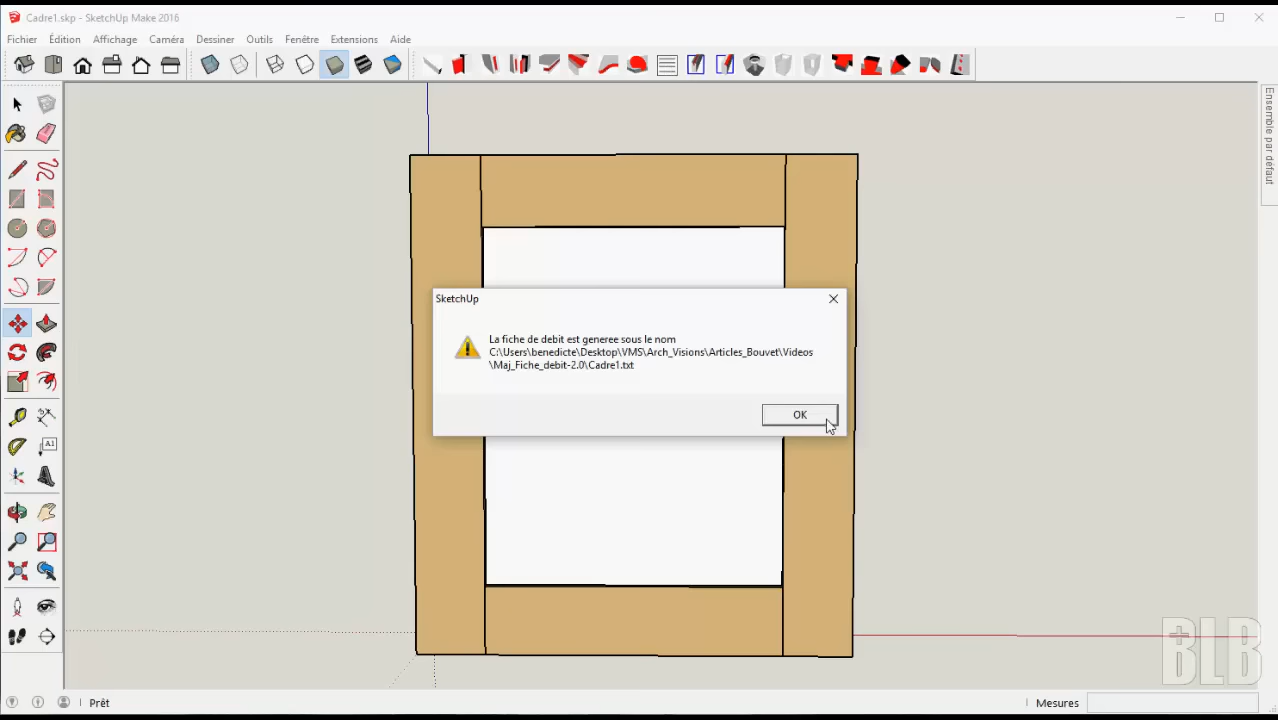 Cadre1.skp - SketchUp Make 2016
Fichier Édition Affichage Caméra Dessiner Outils Fenêtre Extensions Aide
Ensemble par défaut
SketchUp
La fiche de debit est generee sous le nom
C:\Users\benedicte\Desktop\VMS\Arch_Visions\Articles_Bouvet\Videos
\Maj_Fiche_debit-2.0\Cadre1.txt
OK
A1
BLB
Prêt
Mesures